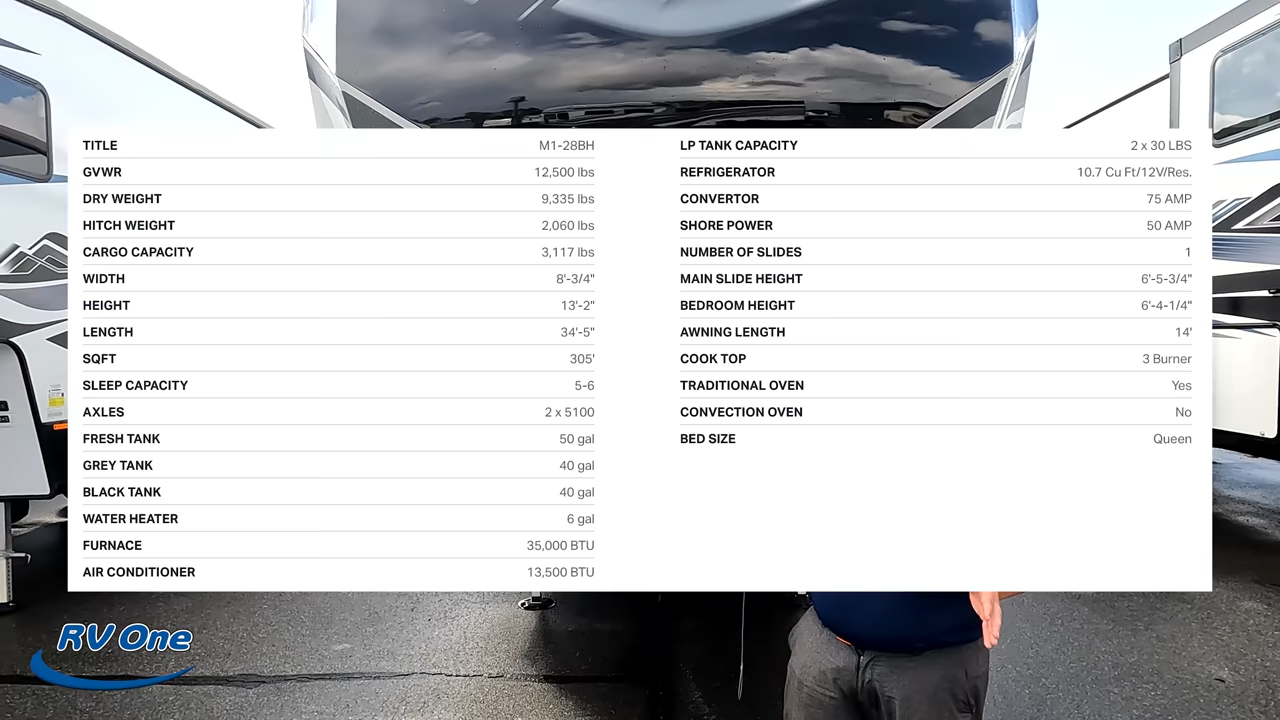 TITLE M1-28BH
GVWR 12,500 lbs
DRY WEIGHT 9,335 lbs
HITCH WEIGHT 2,060 lbs
CARGO CAPACITY 3,117 lbs
WIDTH 8'-3/4"
HEIGHT 13'-2"
LENGTH 34'-5"
SQFT 305'
SLEEP CAPACITY 5-6
AXLES 2 x 5100
FRESH TANK 50 gal
GREY TANK 40 gal
BLACK TANK 40 gal
WATER HEATER 6 gal
FURNACE 35,000 BTU
AIR CONDITIONER 13,500 BTU
LP TANK CAPACITY 2 x 30 LBS
REFRIGERATOR 10.7 Cu Ft/12V/Res.
CONVERTOR 75 AMP
SHORE POWER 50 AMP
NUMBER OF SLIDES 1
MAIN SLIDE HEIGHT 6'-5-3/4"
BEDROOM HEIGHT 6'-4-1/4"
AWNING LENGTH 14'
COOK TOP 3 Burner
TRADITIONAL OVEN Yes
CONVECTION OVEN No
BED SIZE Queen
RV One